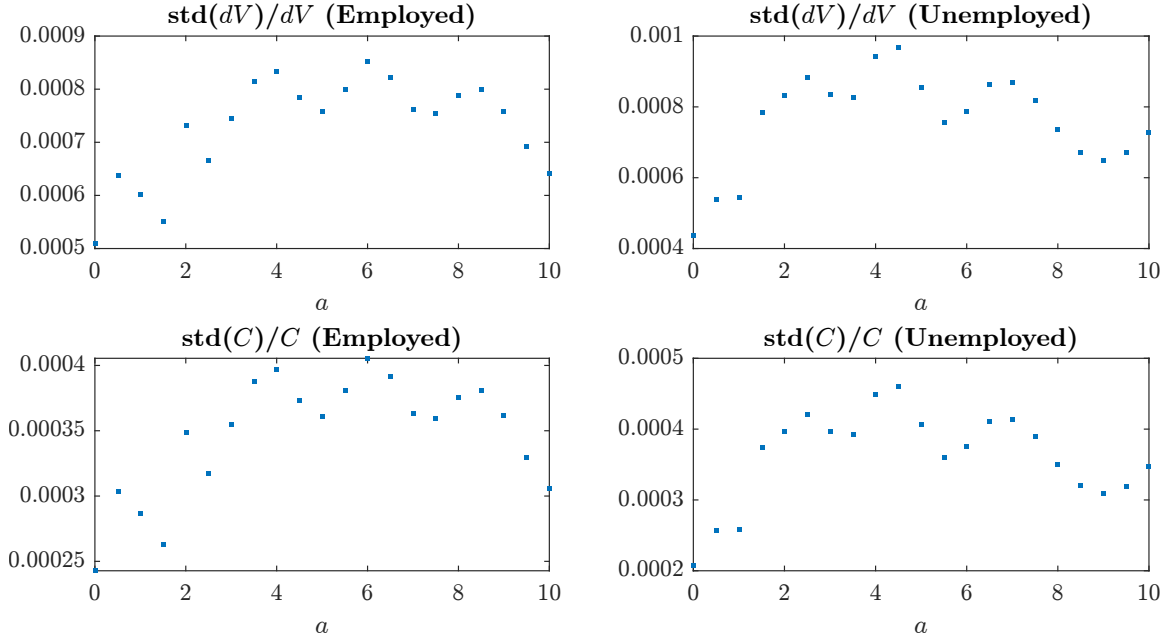 std(dV)/dV (Employed)
0.0009
0.0008
0.0007
0.0006
0.0005
0 2 4 6 8 10
a
std(dV)/dV (Unemployed)
0.001
0.0008
0.0006
0.0004
0 2 4 6 8 10
a
std(C)/C (Employed)
0.0004
0.00035
0.0003
0.00025
0 2 4 6 8 10
a
std(C)/C (Unemployed)
0.0005
0.0004
0.0003
0.0002
0 2 4 6 8 10
a